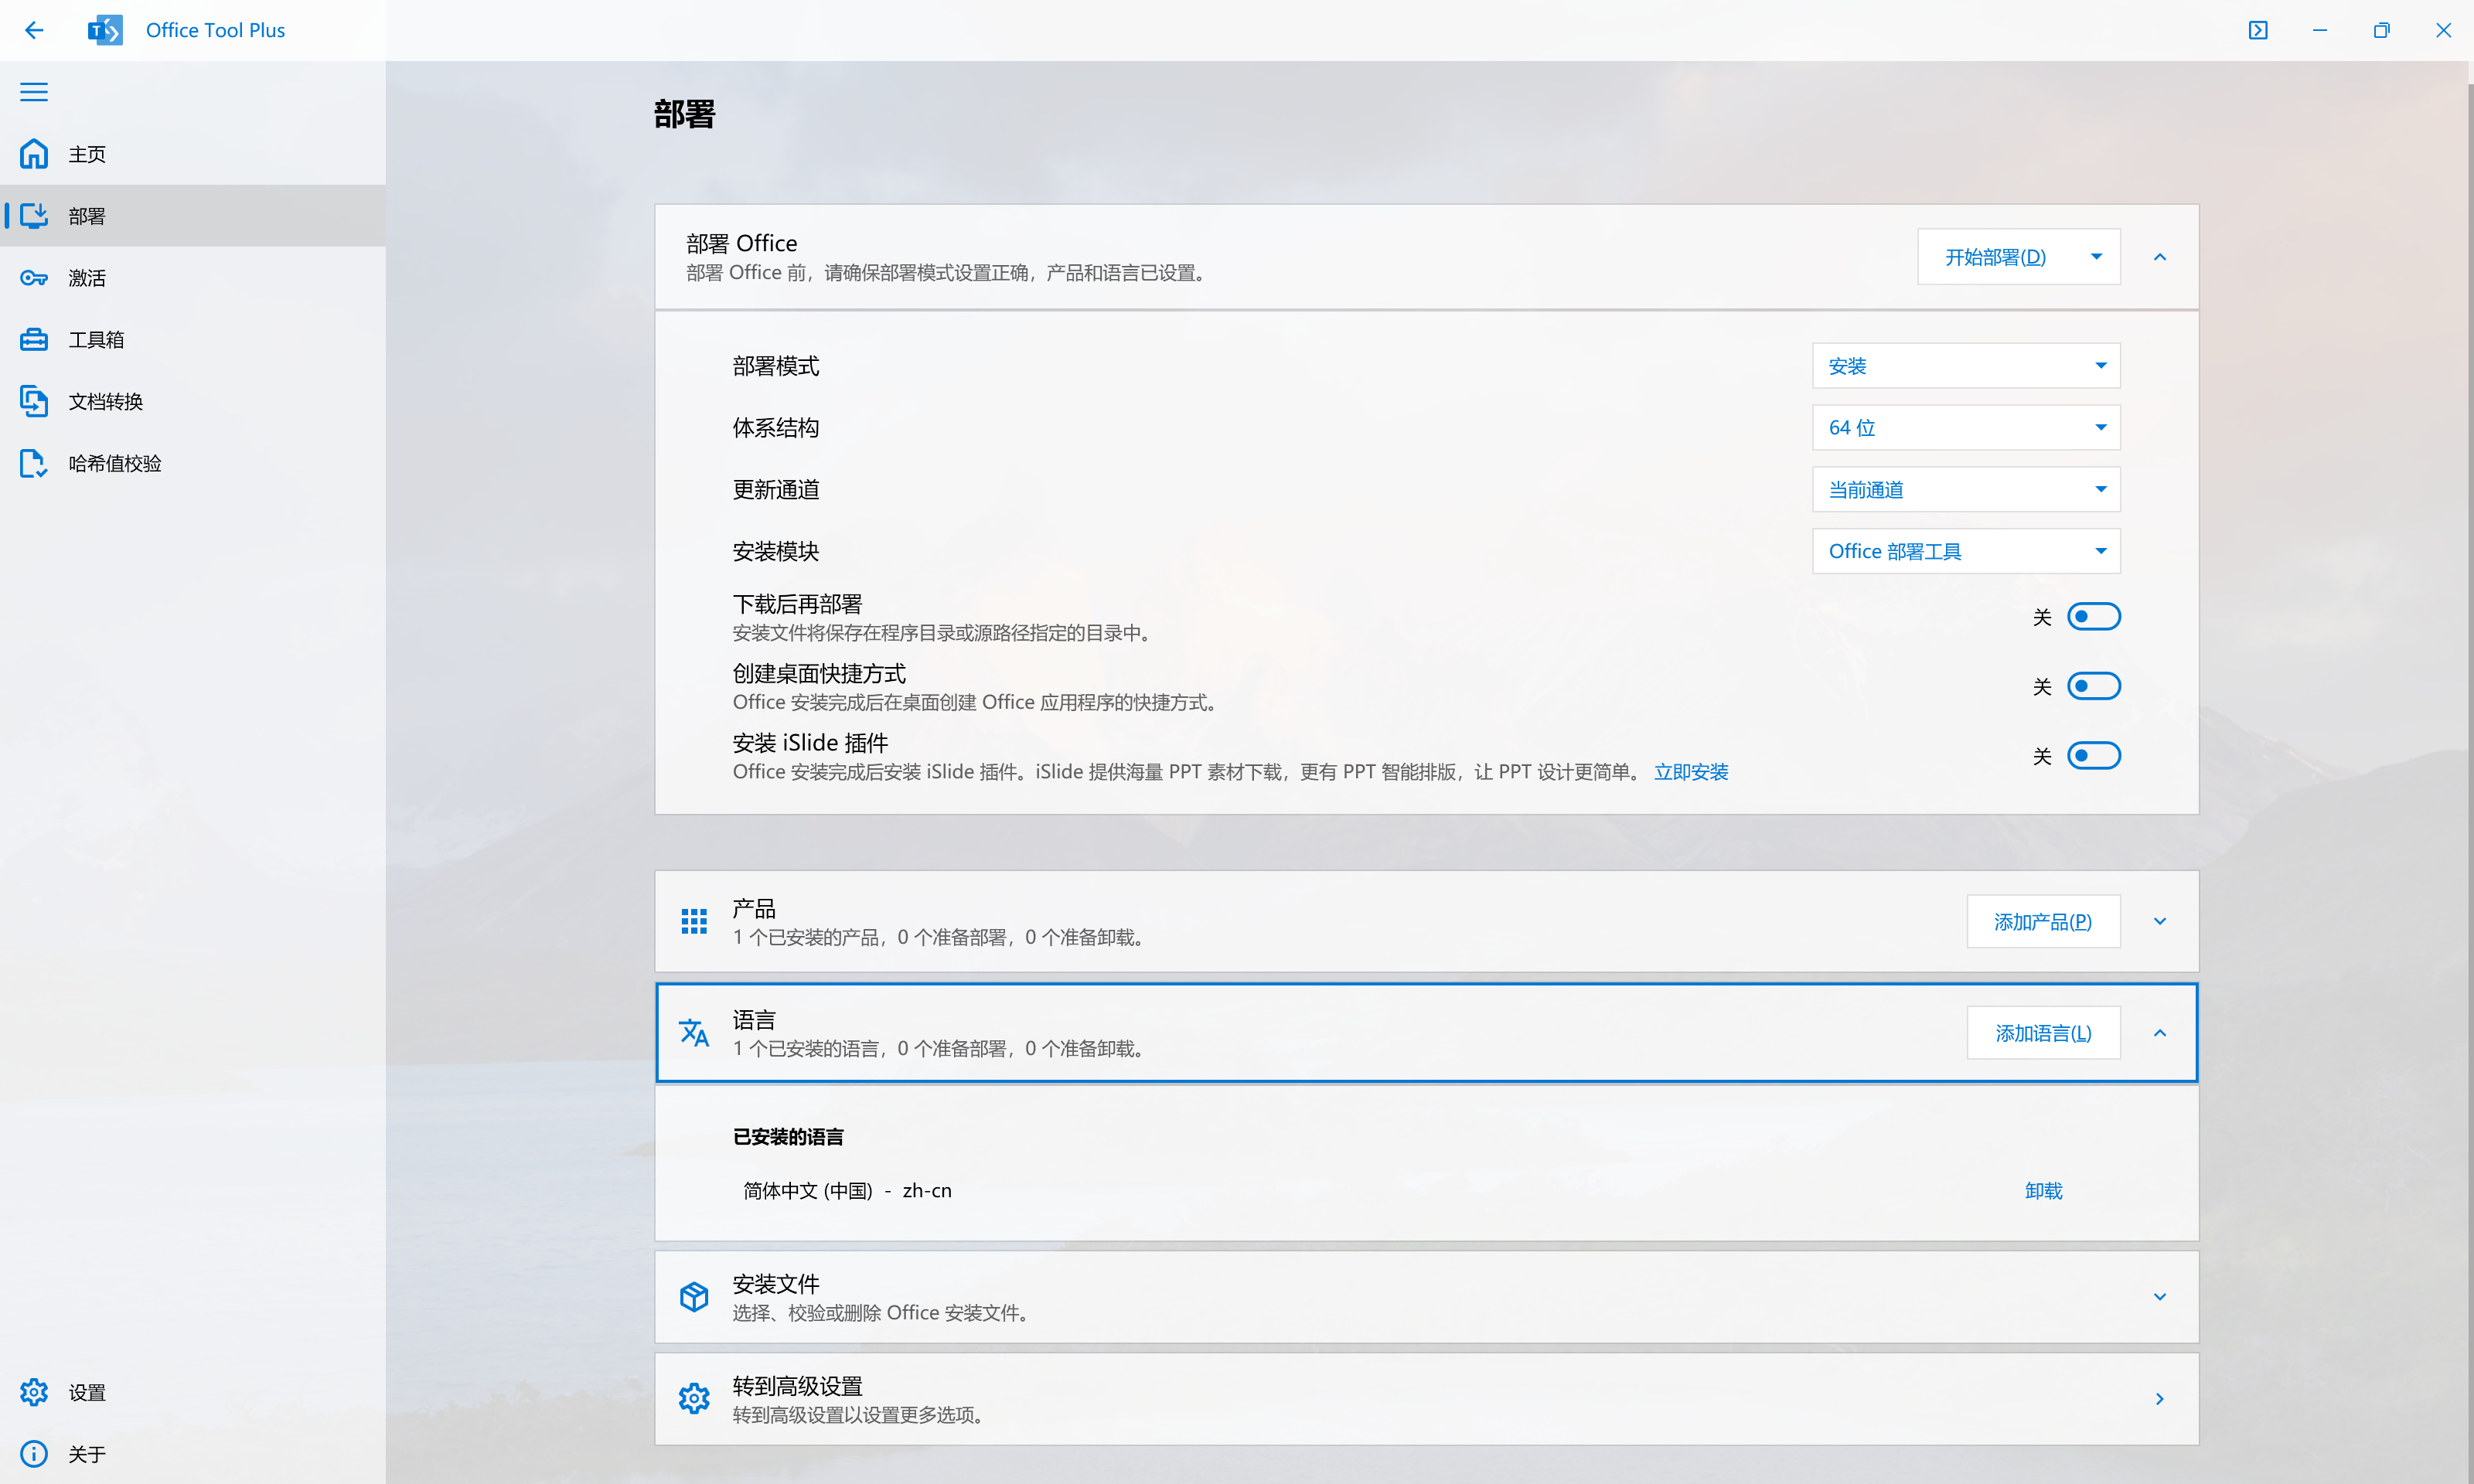 Office Tool Plus
主页
部署
激活
工具箱
文档转换
哈希值校验
设置
关于
部署
部署 Office
部署 Office 前，请确保部署模式设置正确，产品和语言已设置。
开始部署(D)
部署模式
安装
体系结构
64 位
更新通道
当前通道
安装模块
Office 部署工具
下载后再部署
安装文件将保存在程序目录或源路径指定的目录中。
关
创建桌面快捷方式
Office 安装完成后在桌面创建 Office 应用程序的快捷方式。
关
安装 iSlide 插件
Office 安装完成后安装 iSlide 插件。iSlide 提供海量 PPT 素材下载，更有 PPT 智能排版，让 PPT 设计更简单。 立即安装
关
产品
1 个已安装的产品，0 个准备部署，0 个准备卸载。
添加产品(P)
语言
1 个已安装的语言，0 个准备部署，0 个准备卸载。
添加语言(L)
已安装的语言
简体中文 (中国) - zh-cn
卸载
安装文件
选择、校验或删除 Office 安装文件。
转到高级设置
转到高级设置以设置更多选项。